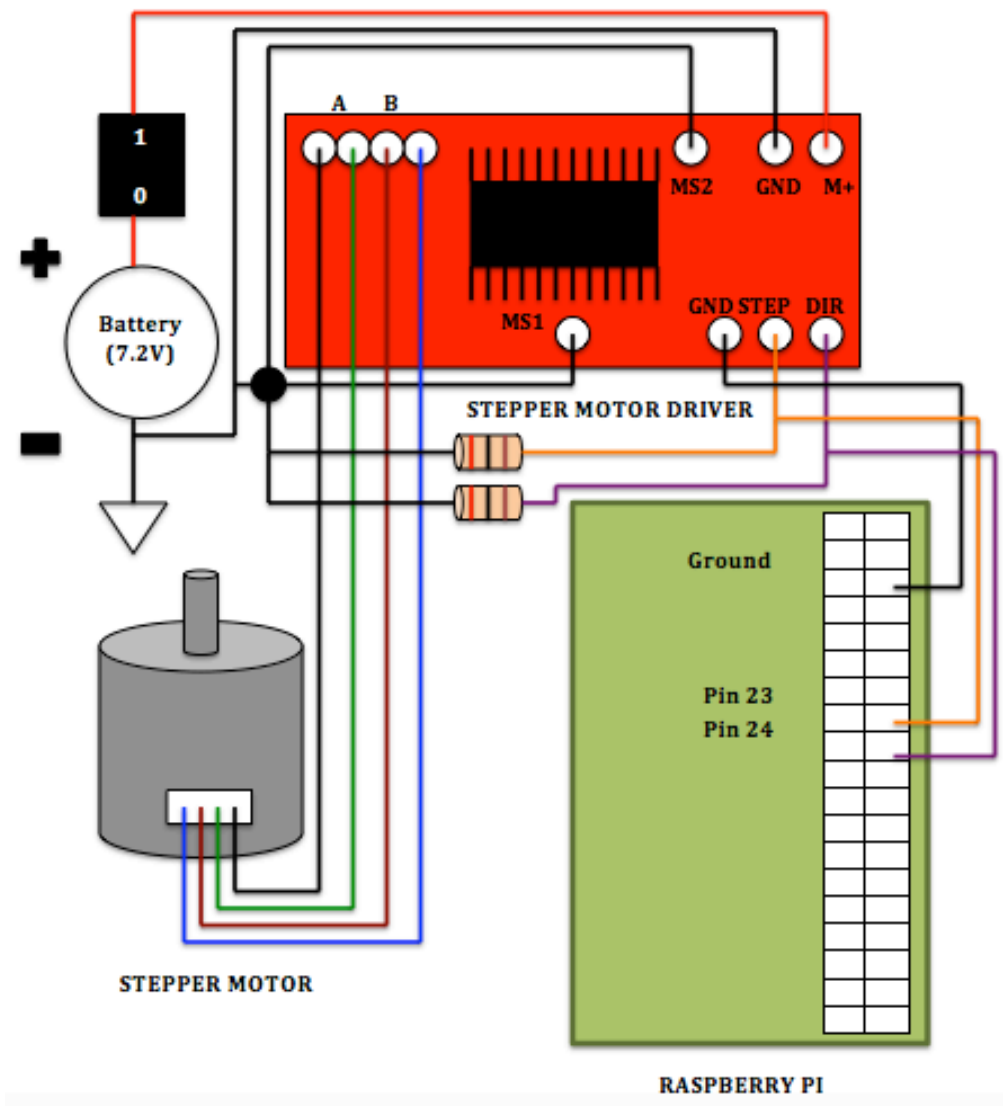 A B
1
0
MS2 GND M+
Battery
(7.2V)
MS1
GND STEP DIR
STEPPER MOTOR DRIVER
Ground
Pin 23
Pin 24
STEPPER MOTOR
RASPBERRY PI